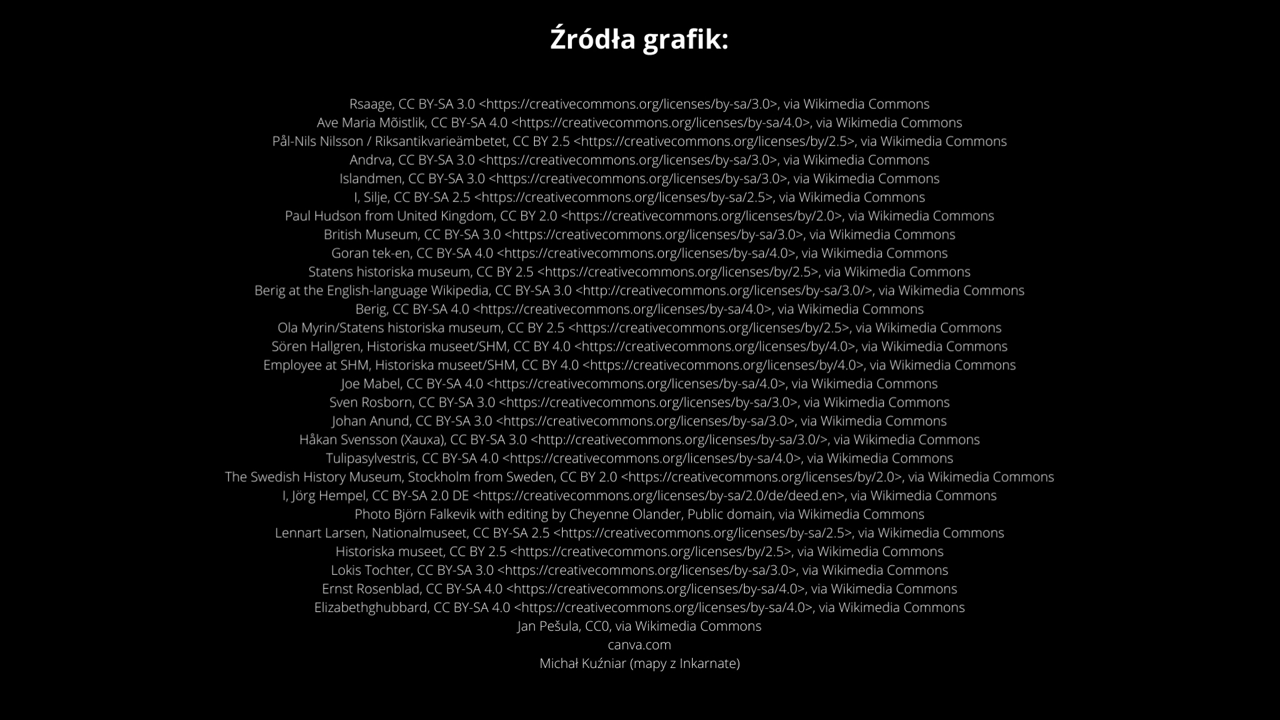 Źródła grafik:
Rsaage, CC BY-SA 3.0 <https://creativecommons.org/licenses/by-sa/3.0>, via Wikimedia Commons
Ave Maria Mõistlik, CC BY-SA 4.0 <https://creativecommons.org/licenses/by-sa/4.0>, via Wikimedia Commons
Pål-Nils Nilsson / Riksantikvarieämbetet, CC BY 2.5 <https://creativecommons.org/licenses/by/2.5>, via Wikimedia Commons
Andrva, CC BY-SA 3.0 <https://creativecommons.org/licenses/by-sa/3.0>, via Wikimedia Commons
Islandmen, CC BY-SA 3.0 <https://creativecommons.org/licenses/by-sa/3.0>, via Wikimedia Commons
I, Silje, CC BY-SA 2.5 <https://creativecommons.org/licenses/by-sa/2.5>, via Wikimedia Commons
Paul Hudson from United Kingdom, CC BY 2.0 <https://creativecommons.org/licenses/by/2.0>, via Wikimedia Commons
British Museum, CC BY-SA 3.0 <https://creativecommons.org/licenses/by-sa/3.0>, via Wikimedia Commons
Goran tek-en, CC BY-SA 4.0 <https://creativecommons.org/licenses/by-sa/4.0>, via Wikimedia Commons
Statens historiska museum, CC BY 2.5 <https://creativecommons.org/licenses/by/2.5>, via Wikimedia Commons
Berig at the English-language Wikipedia, CC BY-SA 3.0 <http://creativecommons.org/licenses/by-sa/3.0/>, via Wikimedia Commons
Berig, CC BY-SA 4.0 <https://creativecommons.org/licenses/by-sa/4.0>, via Wikimedia Commons
Ola Myrin/Statens historiska museum, CC BY 2.5 <https://creativecommons.org/licenses/by/2.5>, via Wikimedia Commons
Sören Hallgren, Historiska museet/SHM, CC BY 4.0 <https://creativecommons.org/licenses/by/4.0>, via Wikimedia Commons
Employee at SHM, Historiska museet/SHM, CC BY 4.0 <https://creativecommons.org/licenses/by/4.0>, via Wikimedia Commons
Joe Mabel, CC BY-SA 4.0 <https://creativecommons.org/licenses/by-sa/4.0>, via Wikimedia Commons
Sven Rosborn, CC BY-SA 3.0 <https://creativecommons.org/licenses/by-sa/3.0>, via Wikimedia Commons
Johan Anund, CC BY-SA 3.0 <https://creativecommons.org/licenses/by-sa/3.0>, via Wikimedia Commons
Håkan Svensson (Xauxa), CC BY-SA 3.0 <http://creativecommons.org/licenses/by-sa/3.0/>, via Wikimedia Commons
Tulipasylvestris, CC BY-SA 4.0 <https://creativecommons.org/licenses/by-sa/4.0>, via Wikimedia Commons
The Swedish History Museum, Stockholm from Sweden, CC BY 2.0 <https://creativecommons.org/licenses/by/2.0>, via Wikimedia Commons
I, Jörg Hempel, CC BY-SA 2.0 DE <https://creativecommons.org/licenses/by-sa/2.0/de/deed.en>, via Wikimedia Commons
Photo Björn Falkevik with editing by Cheyenne Olander, Public domain, via Wikimedia Commons
Lennart Larsen, Nationalmuseet, CC BY-SA 2.5 <https://creativecommons.org/licenses/by-sa/2.5>, via Wikimedia Commons
Historiska museet, CC BY 2.5 <https://creativecommons.org/licenses/by/2.5>, via Wikimedia Commons
Lokis Tochter, CC BY-SA 3.0 <https://creativecommons.org/licenses/by-sa/3.0>, via Wikimedia Commons
Ernst Rosenblad, CC BY-SA 4.0 <https://creativecommons.org/licenses/by-sa/4.0>, via Wikimedia Commons
Elizabethghubbard, CC BY-SA 4.0 <https://creativecommons.org/licenses/by-sa/4.0>, via Wikimedia Commons
Jan Pešula, CC0, via Wikimedia Commons
canva.com
Michał Kuźniar (mapy z Inkarnate)